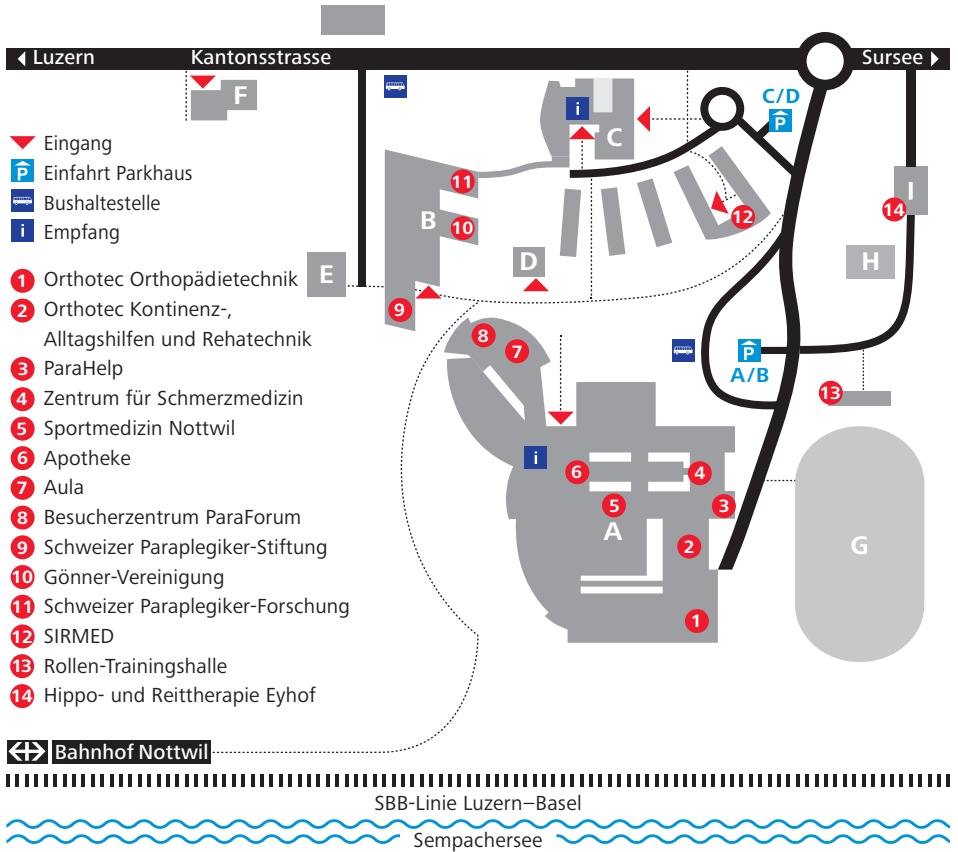 Luzern
Kantonsstrasse
Sursee
F
C/D
P
i
C
Eingang
P Einfahrt Parkhaus
Bushaltestelle
i Empfang
11
B
10
12
I
14
E
D
H
9
1 Orthotec Orthopädietechnik
2 Orthotec Kontinenz-,
Alltagshilfen und Rehatechnik
3 ParaHelp
4 Zentrum für Schmerzmedizin
5 Sportmedizin Nottwil
6 Apotheke
7 Aula
8 Besucherzentrum ParaForum
9 Schweizer Paraplegiker-Stiftung
10 Gönner-Vereinigung
11 Schweizer Paraplegiker-Forschung
12 SIRMED
13 Rollen-Trainingshalle
14 Hippo- und Reittherapie Eyhof
8
7
P
A/B
13
i
6
4
5
3
A
2
G
1
Bahnhof Nottwil
SBB-Linie Luzern–Basel
Sempachersee